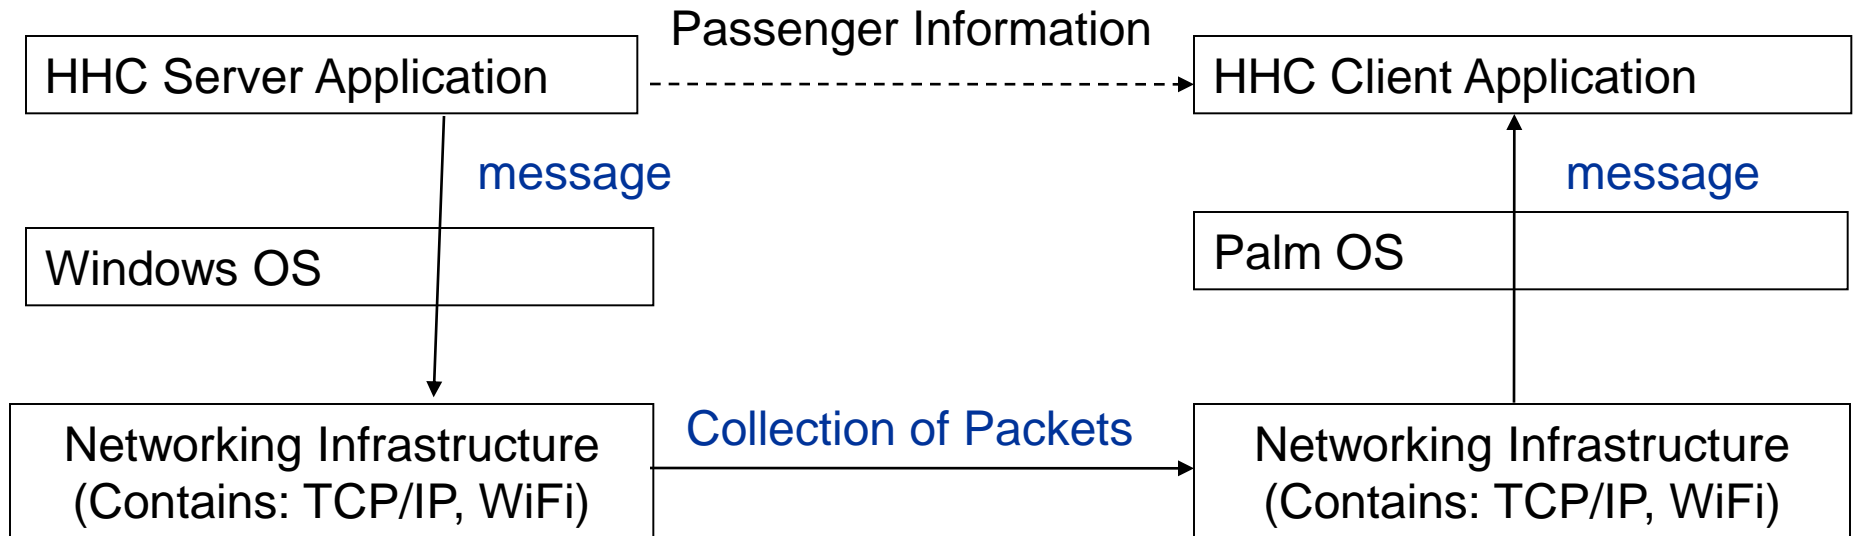 Passenger Information
HHC Server Application
HHC Client Application
message
message
Windows OS
Palm OS
Collection of Packets
Networking Infrastructure
(Contains: TCP/IP, WiFi)
Networking Infrastructure
(Contains: TCP/IP, WiFi)